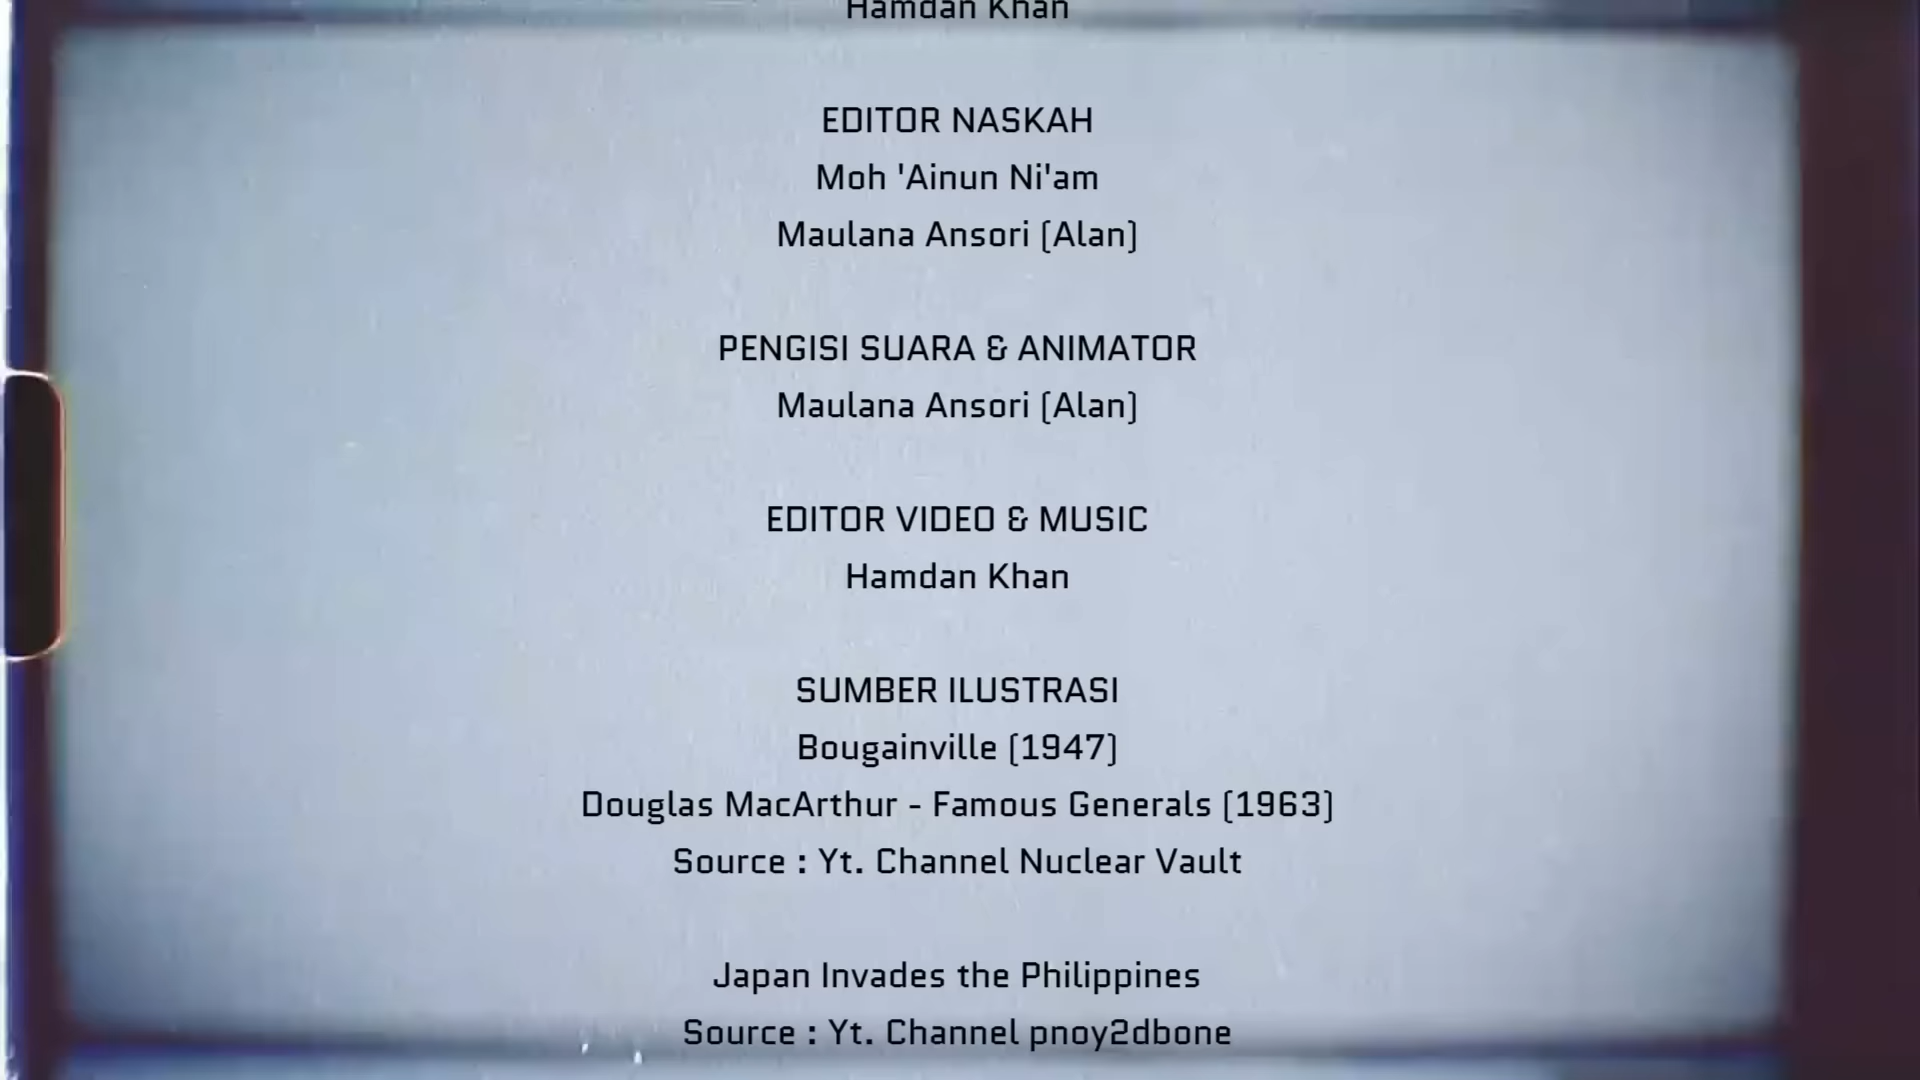 Hamdan Khan
EDITOR NASKAH
Moh 'Ainun Ni'am
Maulana Ansori (Alan)
PENGISI SUARA & ANIMATOR
Maulana Ansori (Alan)
EDITOR VIDEO & MUSIC
Hamdan Khan
SUMBER ILUSTRASI
Bougainville (1947)
Douglas MacArthur - Famous Generals (1963)
Source : Yt. Channel Nuclear Vault
Japan Invades the Philippines
Source : Yt. Channel pnoy2dbone